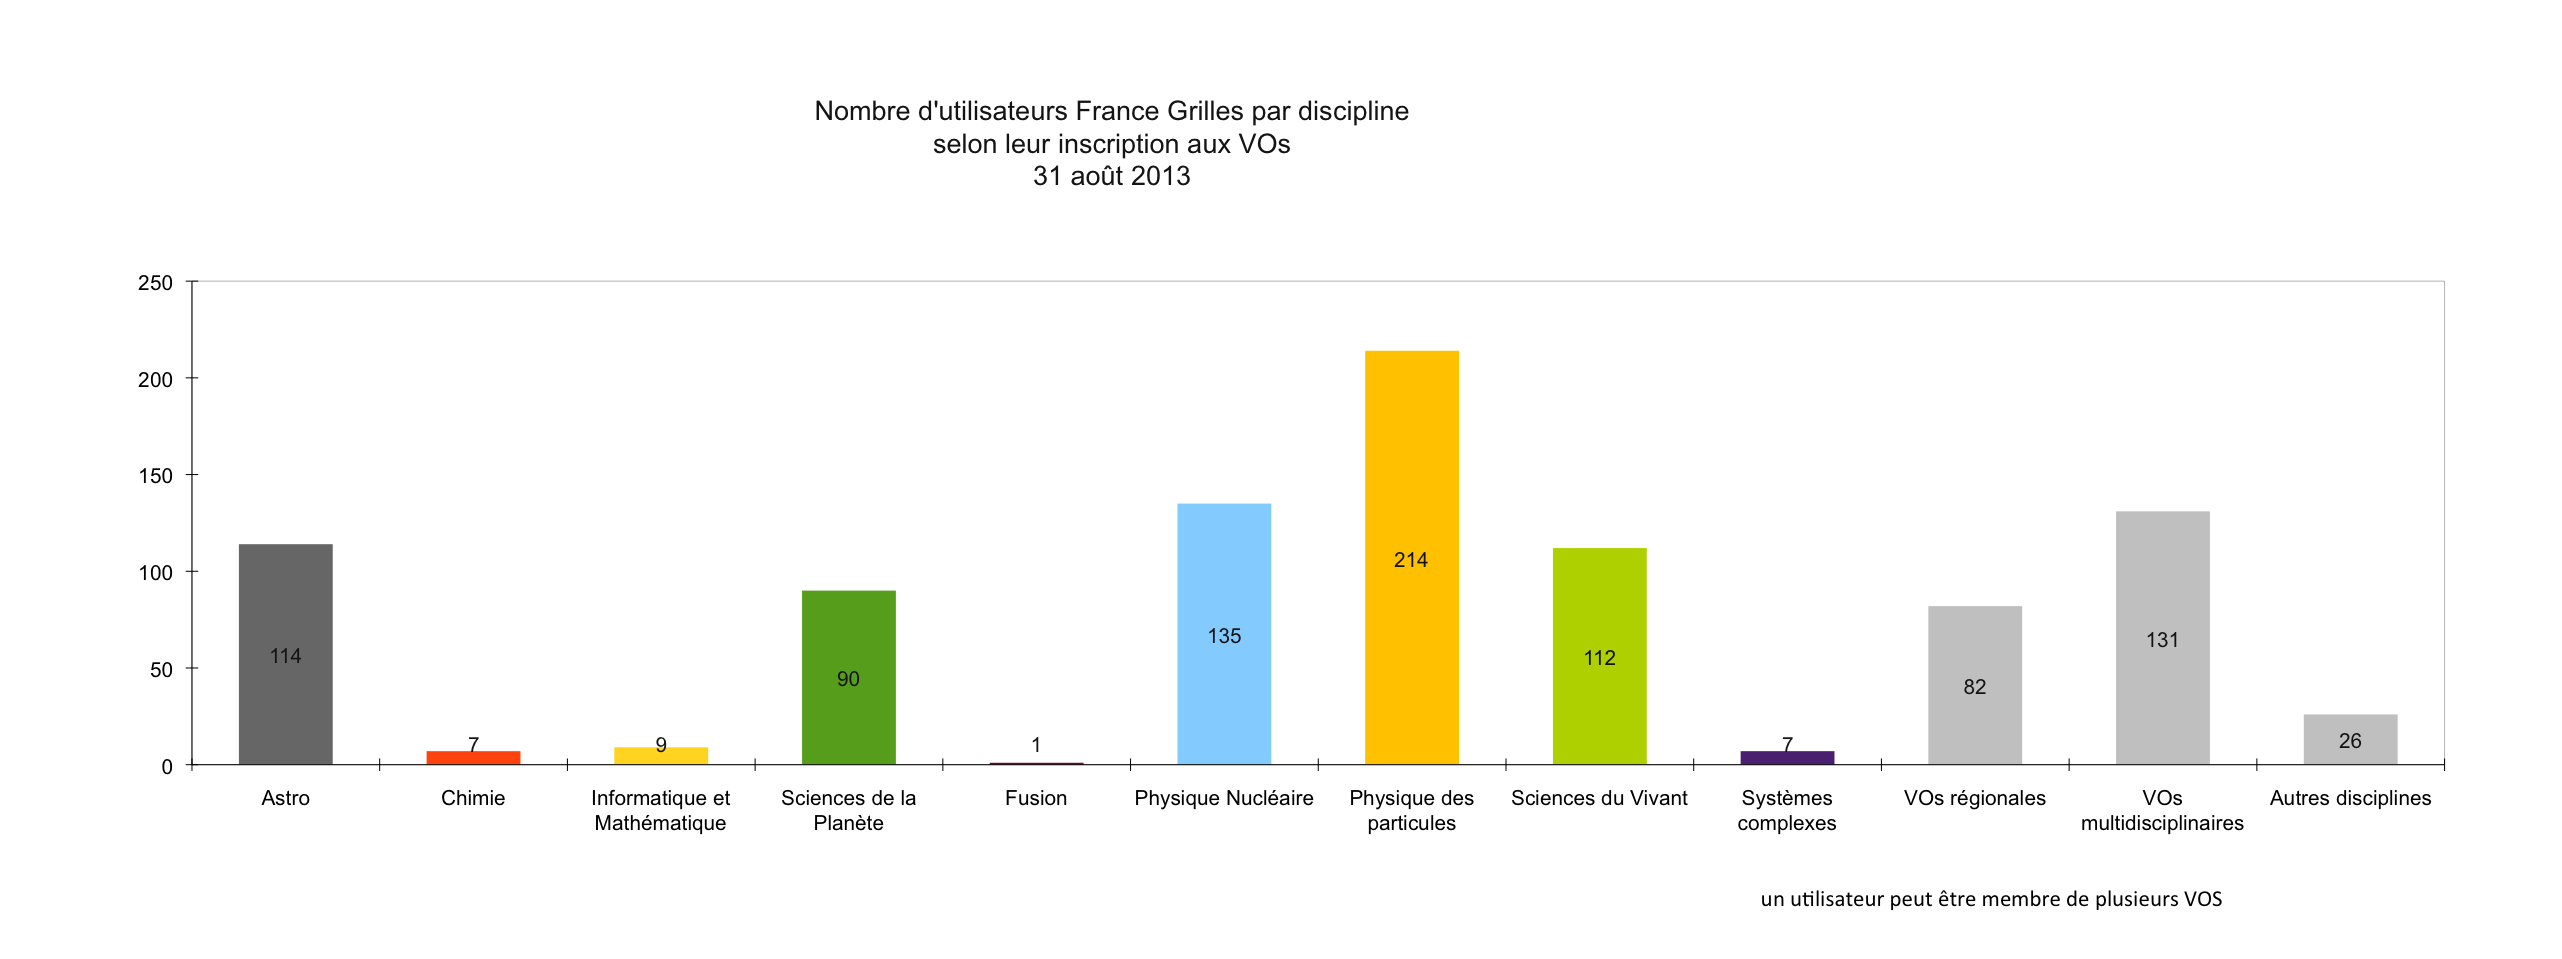 Nombre d'utilisateurs France Grilles par discipline
selon leur inscription aux VOs
31 août 2013
250
200
150
100
50
0
114
7
9
90
1
135
214
112
7
82
131
26
Astro
Chimie
Informatique et
Mathématique
Sciences de la
Planète
Fusion
Physique Nucléaire
Physique des
particules
Sciences du Vivant
Systèmes
complexes
VOs régionales
VOs
multidisciplinaires
Autres disciplines
un utilisateur peut être membre de plusieurs VOS